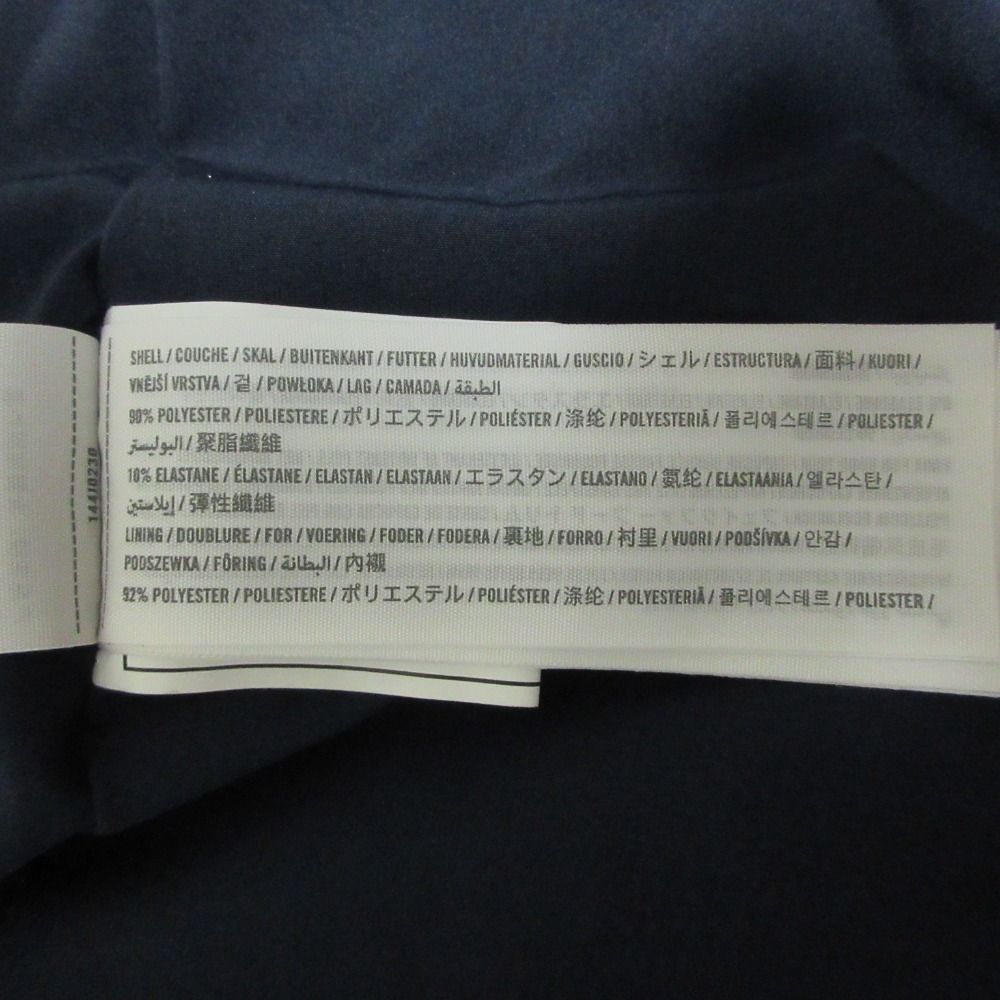 SHELL / COUCHE / SKAL / BUITENKANT / FUTTER / HUVUDMATERIAL / GUSCIO / シェル / ESTRUCTURA / 面料 / KUORI /
VNĚJŠÍ VRSTVA / 겉 / POWŁOKA / LAG / CAMADA / الطبقة
90% POLYESTER / POLIESTERE / ポリエステル / POLIÉSTER / 涤纶 / POLYESTERIÄ / 폴리에스테르 / POLIESTER /
البوليستر / 聚脂纖維
10% ELASTANE / ÉLASTANE / ELASTAN / ELASTAAN / エラスタン / ELASTANO / 氨纶 / ELASTAANIA / 엘라스탄 /
إيلاستين / 彈性纖維
LINING / DOUBLURE / FOR / VOERING / FODER / FODERA / 裏地 / FORRO / 衬里 / VUORI / PODŠÍVKA / 안감 /
PODSZEWKA / FÔRING / البطانة / 內襯
92% POLYESTER / POLIESTERE / ポリエステル / POLIÉSTER / 涤纶 / POLYESTERIÄ / 폴리에스테르 / POLIESTER /
14410230